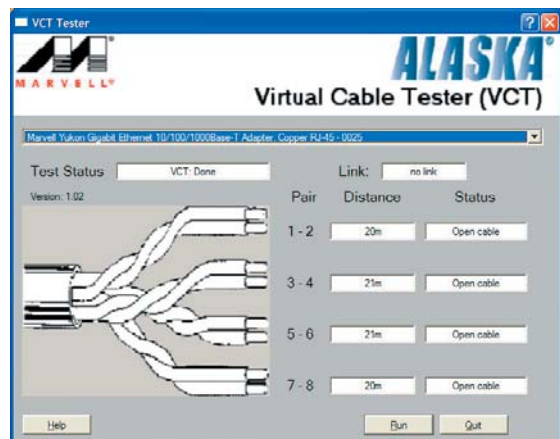 VCT Tester
MARVELL®
ALASKA®
Virtual Cable Tester (VCT)
Marvell Yukon Gigabit Ethernet 10/100/1000Base-T Adapter, Copper RJ-45 - 0025
Test Status VCT: Done Link: no link
Version: 1.02 Pair Distance Status
1 - 2 20m Open cable
3 - 4 21m Open cable
5 - 6 21m Open cable
7 - 8 20m Open cable
Help Run Quit